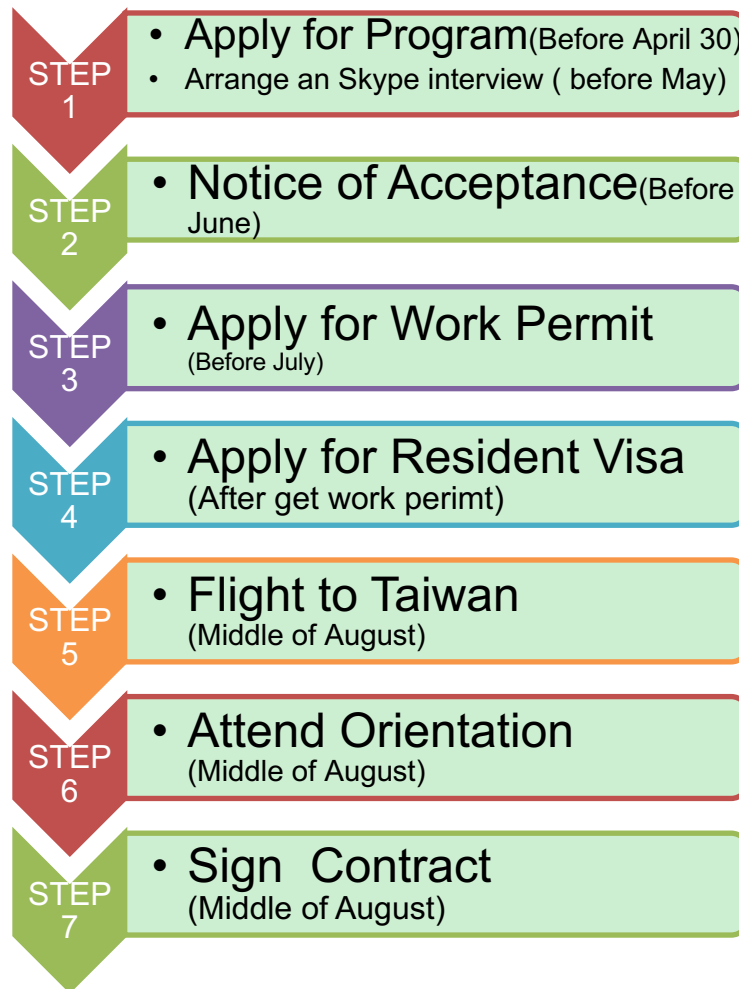 STEP
1
• Apply for Program(Before April 30)
• Arrange an Skype interview ( before May)
STEP
2
• Notice of Acceptance(Before
June)
STEP
3
• Apply for Work Permit
(Before July)
STEP
4
• Apply for Resident Visa
(After get work perimt)
STEP
5
• Flight to Taiwan
(Middle of August)
STEP
6
• Attend Orientation
(Middle of August)
STEP
7
• Sign  Contract
(Middle of August)